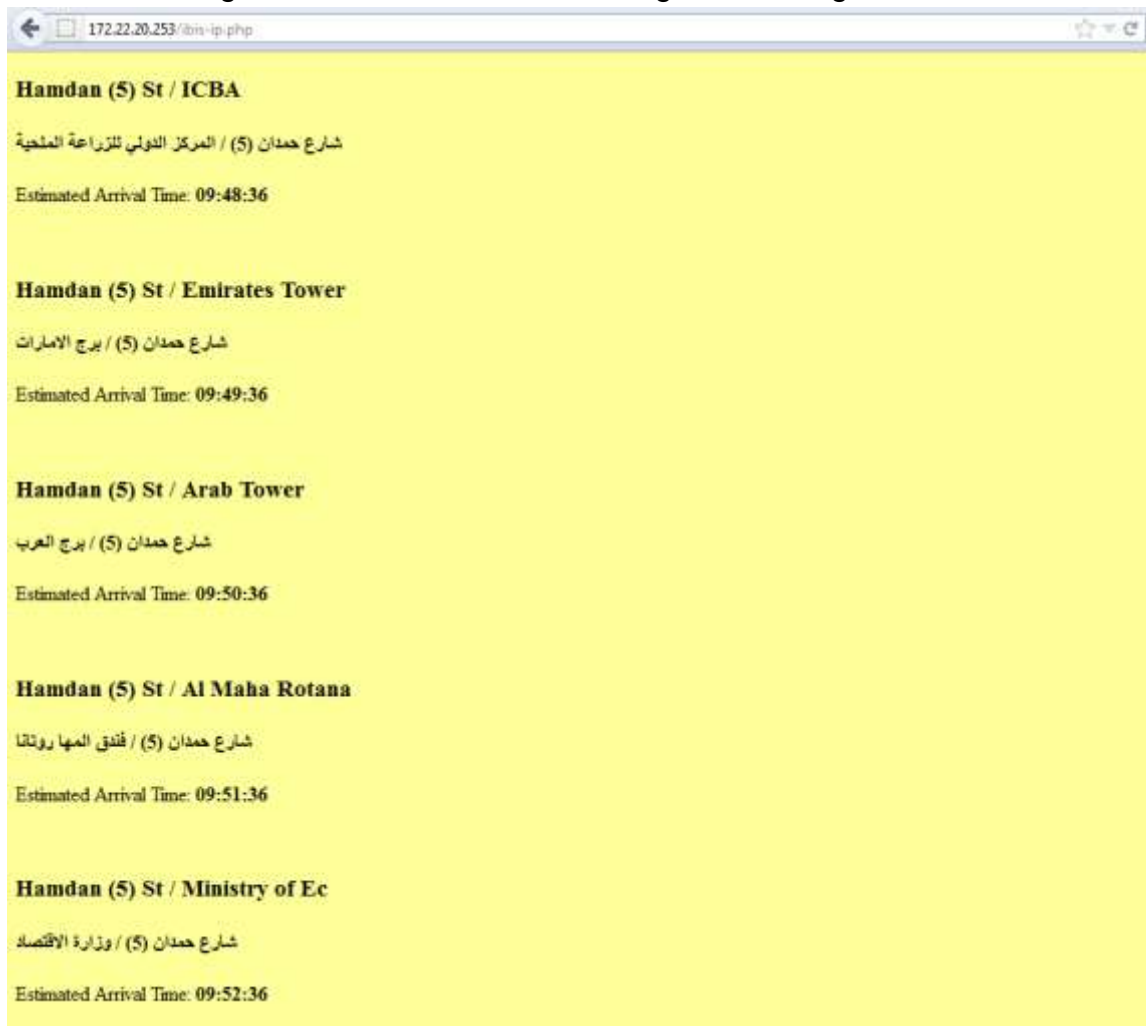 172.22.20.253/ibis-ip.php
Hamdan (5) St / ICBA
شارع حمدان (5) / المركز الدولي للزراعة الملحية
Estimated Arrival Time: 09:48:36
Hamdan (5) St / Emirates Tower
شارع حمدان (5) / برج الامارات
Estimated Arrival Time: 09:49:36
Hamdan (5) St / Arab Tower
شارع حمدان (5) / برج العرب
Estimated Arrival Time: 09:50:36
Hamdan (5) St / Al Maha Rotana
شارع حمدان (5) / فندق المها روتانا
Estimated Arrival Time: 09:51:36
Hamdan (5) St / Ministry of Ec
شارع حمدان (5) / وزارة الاقتصاد
Estimated Arrival Time: 09:52:36